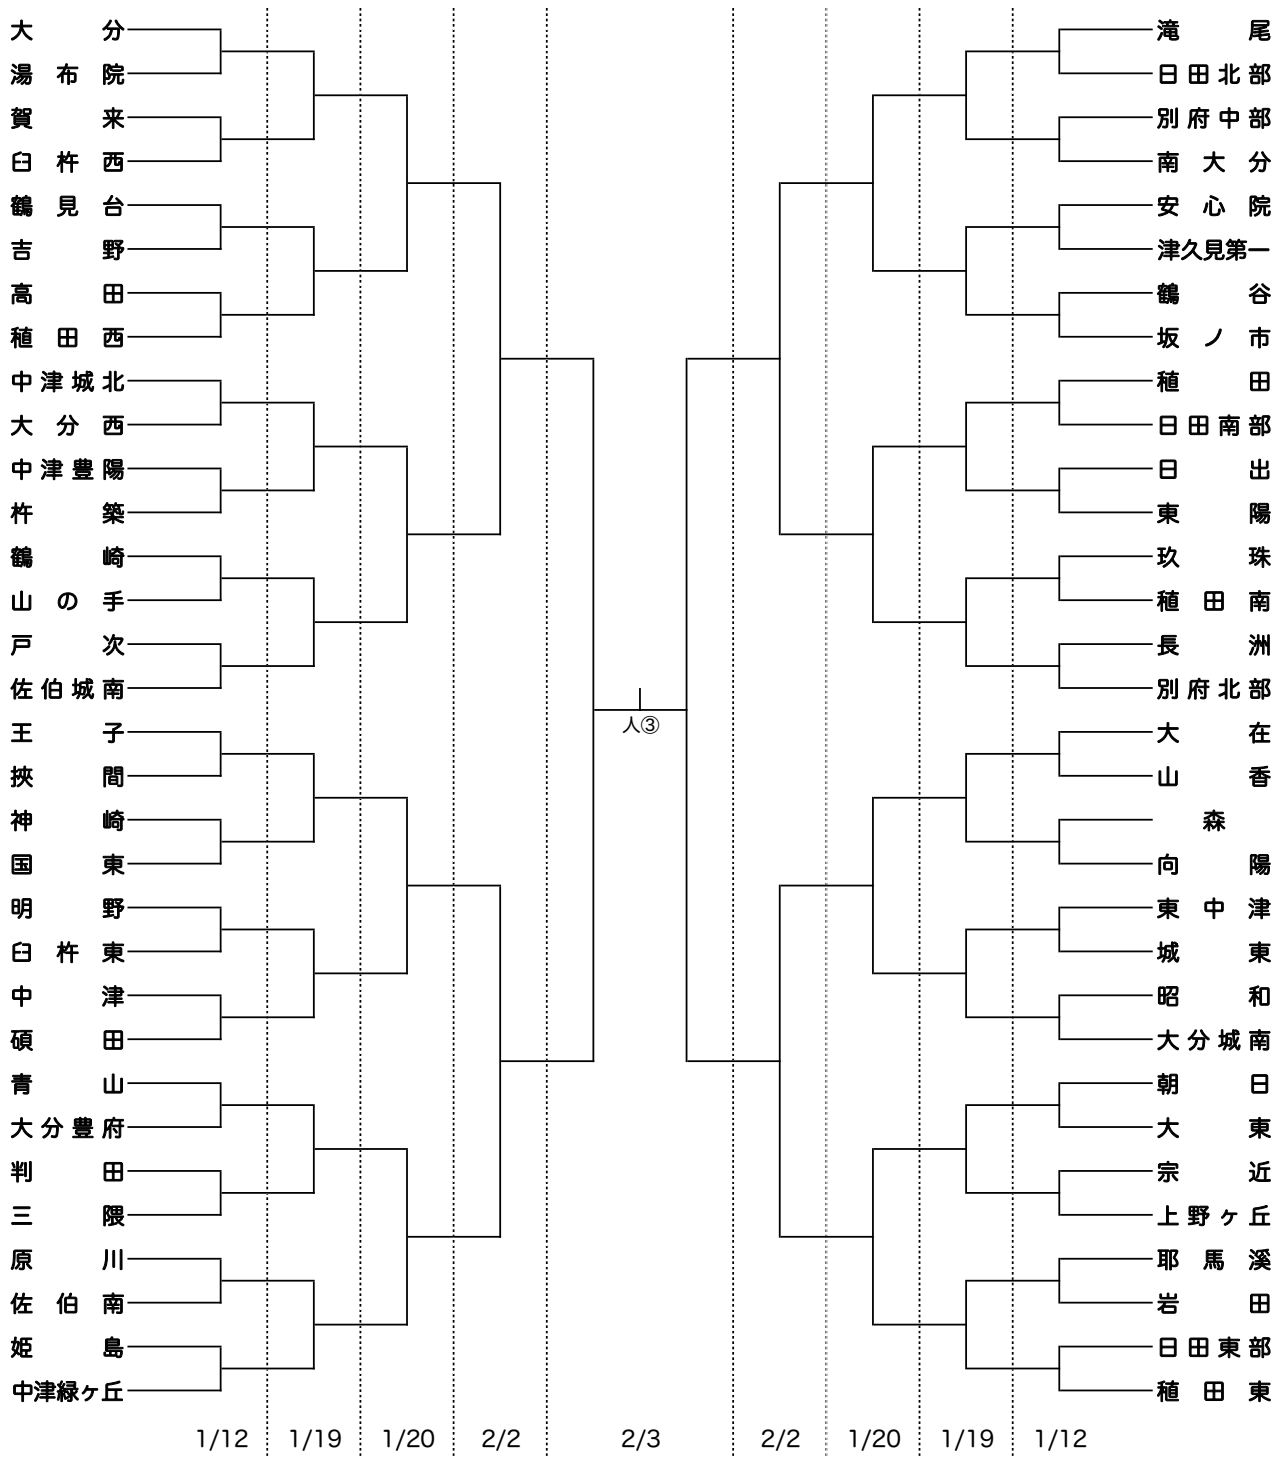 大分
湯布院
賀来
臼杵西
鶴見台
吉野
高田
稙田西
中津城北
大分西
中津豊陽
杵築
鶴崎
山の手
戸次
佐伯城南
王子
挾間
神崎
国東
明野
臼杵東
中津
碩田
青山
大分豊府
判田
三隈
原川
佐伯南
姫島
中津緑ヶ丘
人③
滝尾
日田北部
別府中部
南大分
安心院
津久見第一
鶴谷
坂ノ市
稙田
日田南部
日出
東陽
玖珠
稙田南
長洲
別府北部
大在
山香
森
向陽
東中津
城東
昭和
大分城南
朝日
大東
宗近
上野ヶ丘
耶馬溪
岩田
日田東部
稙田東
1/12 1/19 1/20 2/2 2/3 2/2 1/20 1/19 1/12